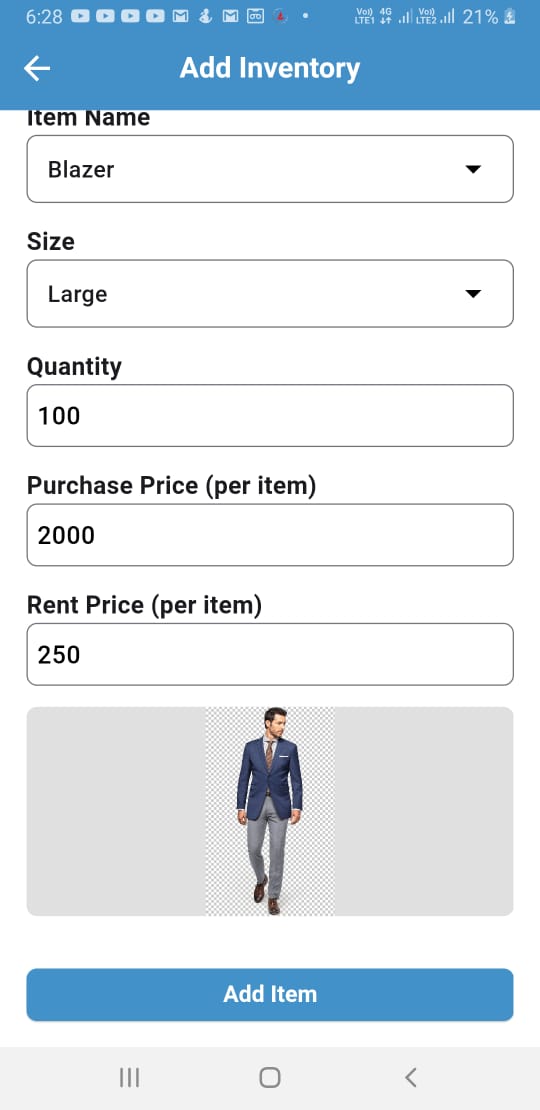 6:28
Vo)) 4G Vo)) 21%
LTE1 LTE2
Add Inventory
Item Name
Blazer
Size
Large
Quantity
100
Purchase Price (per item)
2000
Rent Price (per item)
250
Add Item